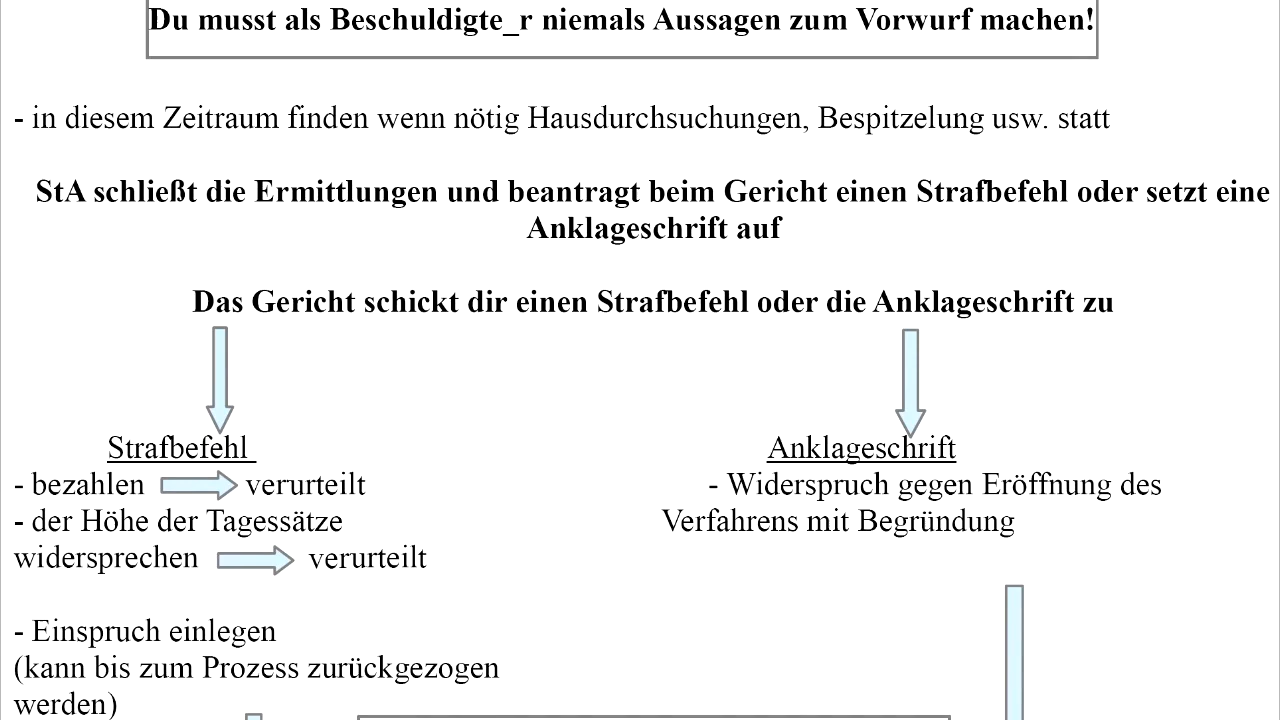 Du musst als Beschuldigte_r niemals Aussagen zum Vorwurf machen!
- in diesem Zeitraum finden wenn nötig Hausdurchsuchungen, Bespitzelung usw. statt
StA schließt die Ermittlungen und beantragt beim Gericht einen Strafbefehl oder setzt eine
Anklageschrift auf
Das Gericht schickt dir einen Strafbefehl oder die Anklageschrift zu
Strafbefehl
- bezahlen verurteilt
- der Höhe der Tagessätze
widersprechen verurteilt
- Einspruch einlegen
(kann bis zum Prozess zurückgezogen
werden)
Anklageschrift
- Widerspruch gegen Eröffnung des
Verfahrens mit Begründung